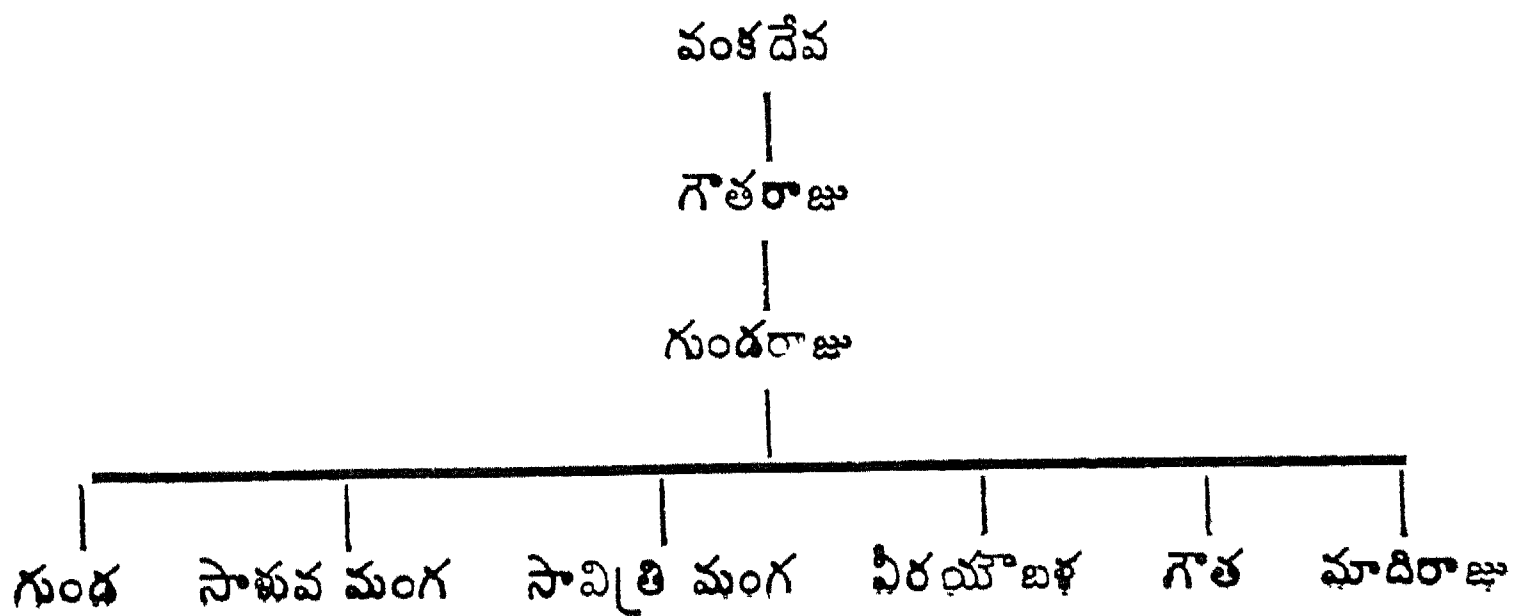 వంకదేవ
గౌతరాజు
గుండరాజు
గుండ సాళువ మంగ సావిత్రి మంగ వీరయౌబళ గౌత మాదిరాజు